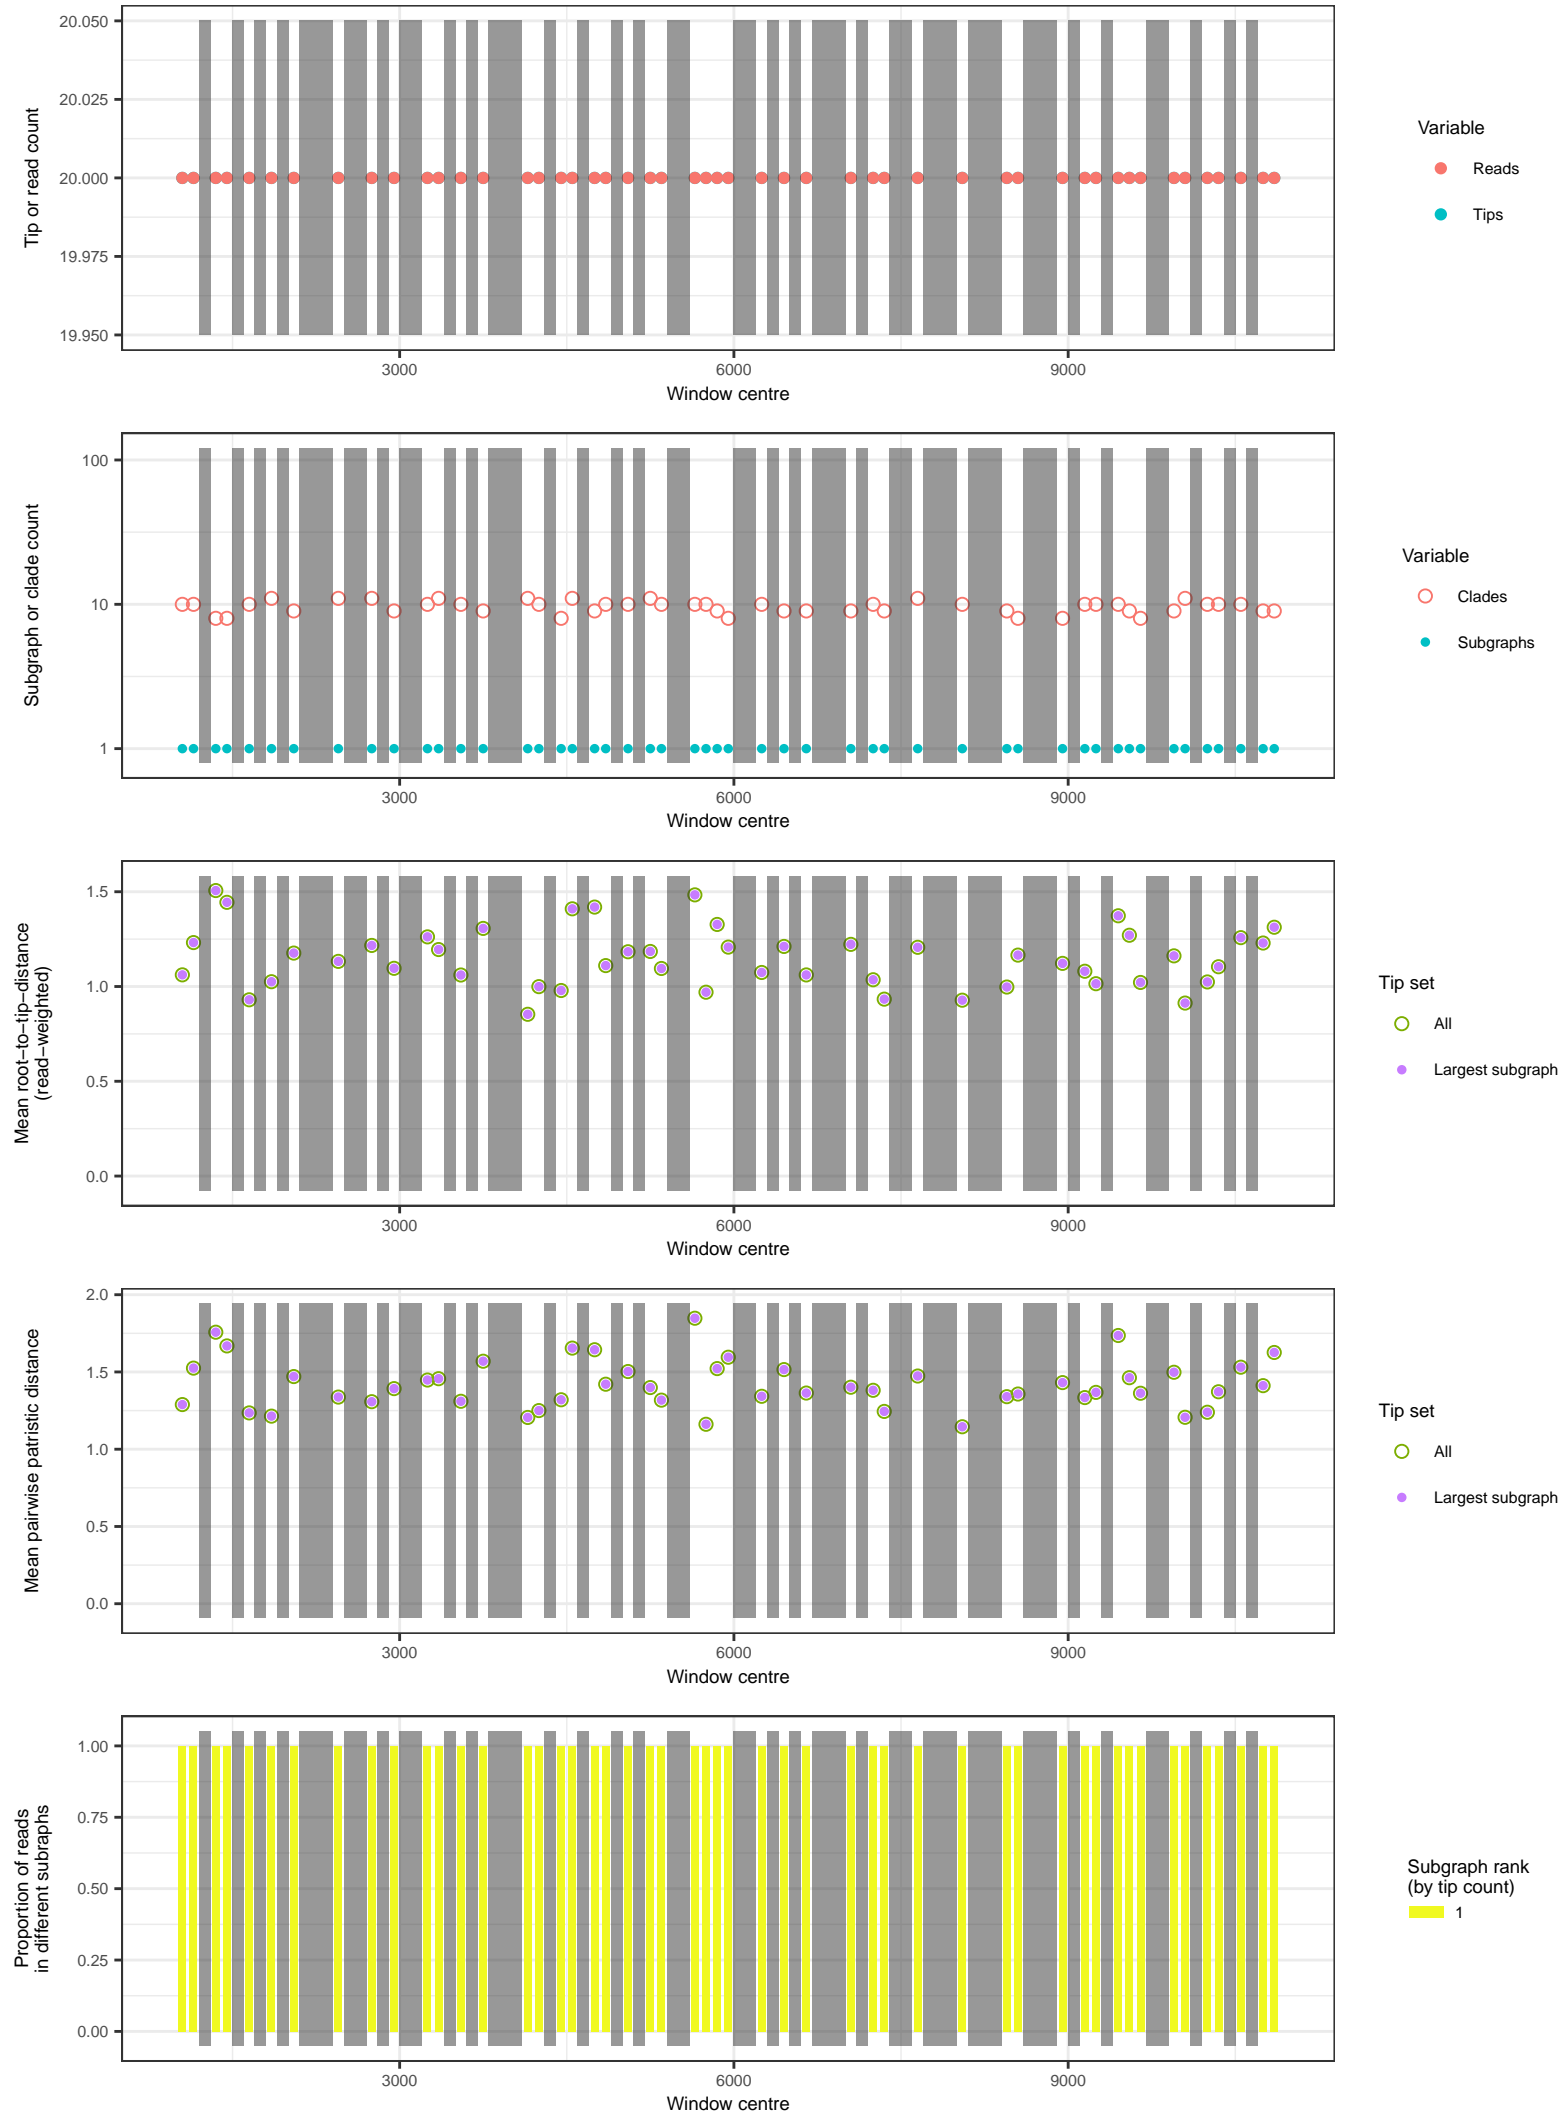 20.050
20.025
20.000
19.975
19.950
Tip or read count
3000
6000
9000
Window centre
Variable
Reads
Tips
100
10
1
Subgraph or clade count
3000
6000
9000
Window centre
Variable
Clades
Subgraphs
1.5
1.0
0.5
0.0
Mean root−to−tip−distance
(read−weighted)
3000
6000
9000
Window centre
Tip set
All
Largest subgraph
2.0
1.5
1.0
0.5
0.0
Mean pairwise patristic distance
3000
6000
9000
Window centre
Tip set
All
Largest subgraph
1.00
0.75
0.50
0.25
0.00
Proportion of reads
in different subraphs
3000
6000
9000
Window centre
Subgraph rank
(by tip count)
1